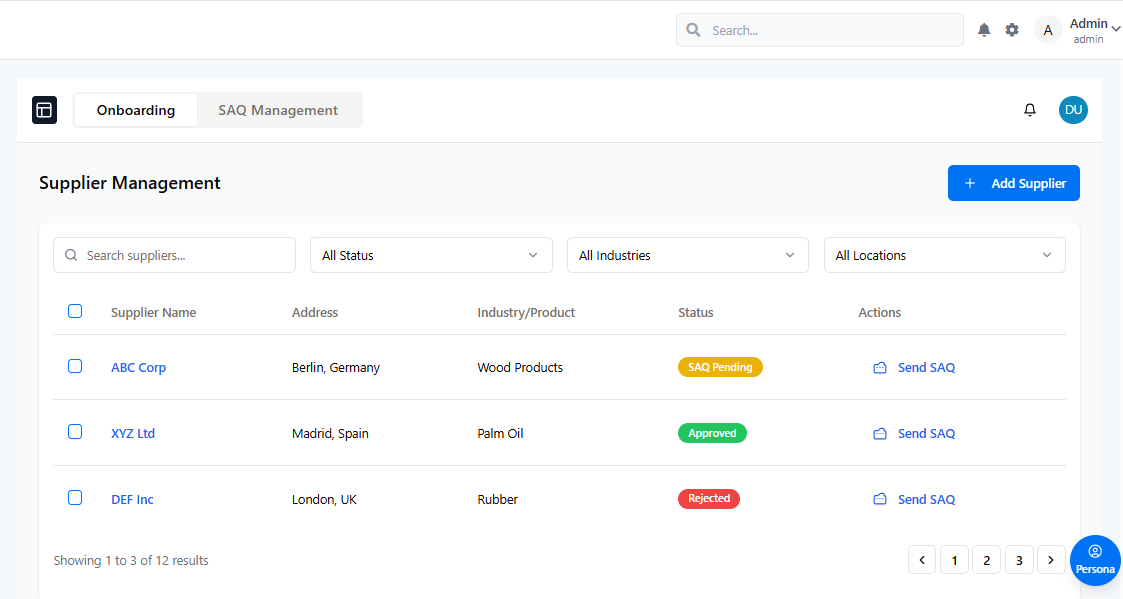 Search...
A
Admin
admin
Onboarding
SAQ Management
DU
Supplier Management
+ Add Supplier
Search suppliers...
All Status
All Industries
All Locations
Supplier Name Address Industry/Product Status Actions
ABC Corp Berlin, Germany Wood Products SAQ Pending Send SAQ
XYZ Ltd Madrid, Spain Palm Oil Approved Send SAQ
DEF Inc London, UK Rubber Rejected Send SAQ
Showing 1 to 3 of 12 results
1 2 3
Persona